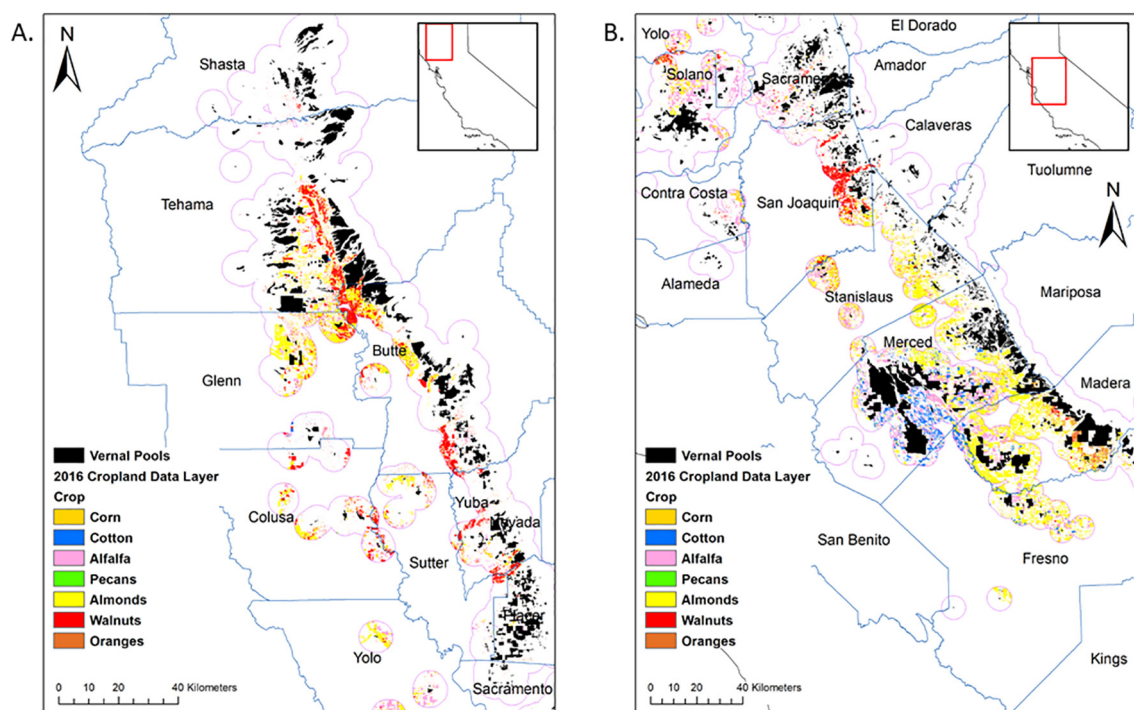 A.
N
Shasta
Tehama
Butte
Glenn
Colusa
Yuba
Nevada
Sutter
Placer
Yolo
Sacramento
Vernal Pools
2016 Cropland Data Layer
Crop
Corn
Cotton
Alfalfa
Pecans
Almonds
Walnuts
Oranges
0 10 20 40 Kilometers
B.
N
Yolo
El Dorado
Solano
Sacrame
Amador
Calaveras
Contra Costa
San Joaquin
Tuolumne
Alameda
Stanislaus
Mariposa
Merced
Madera
San Benito
Fresno
Kings
Vernal Pools
2016 Cropland Data Layer
Crop
Corn
Cotton
Alfalfa
Pecans
Almonds
Walnuts
Oranges
0 10 20 40 Kilometers